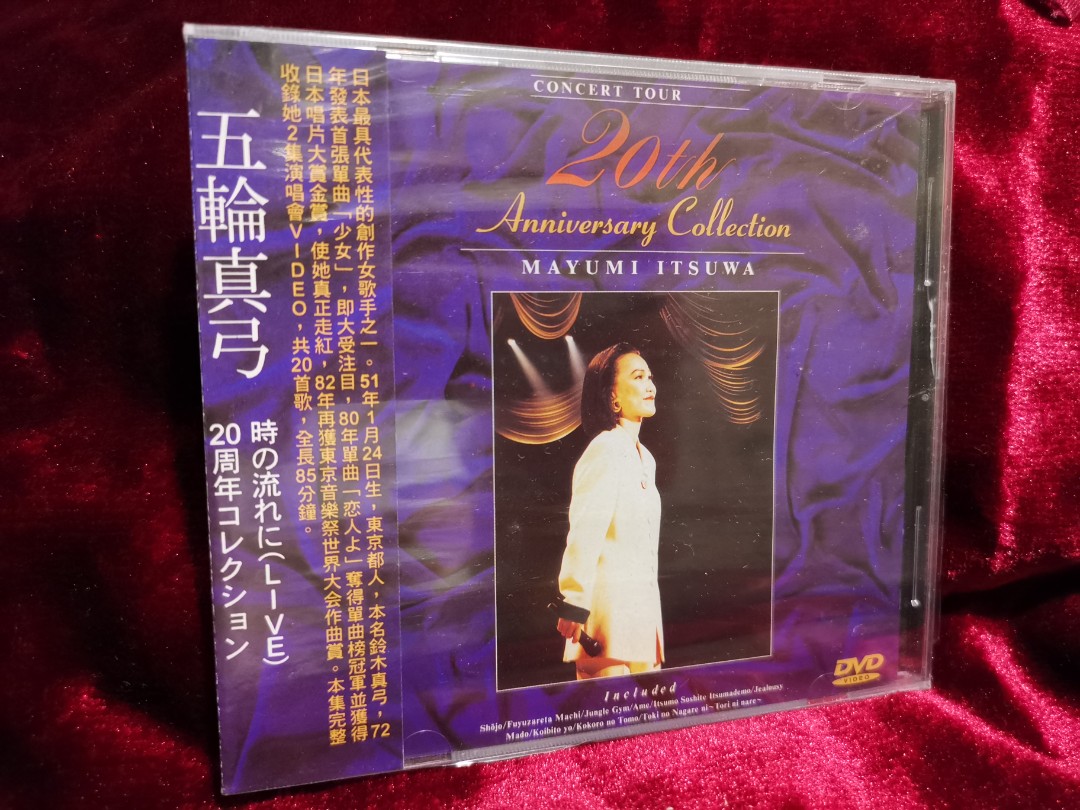 五輪真弓
時の流れに(LIVE)
20周年コレクション
日本最具代表性的創作女歌手之一。51年1月24日生，東京都人，本名鈴木真弓，72
年發表首張單曲「少女」，即大受注目，80年單曲「恋人よ」奪得單曲榜冠軍並獲得
日本唱片大賞金賞，使她真正走紅，82年再獲東京音樂祭世界大会作曲賞。本集完整
收錄她2集演唱會VIDEO，共20首歌，全長85分鐘。
CONCERT TOUR
20th
Anniversary Collection
MAYUMI ITSUWA
Included
Shōjo/Fuyuzareta Machi/Jungle Gym/Ame/Itsumo Soshite Itsumademo/Jealousy
Mado/Koibito yo/Kokoro no Tomo/Toki no Nagare ni~Tori ni nare~
DVD
VIDEO